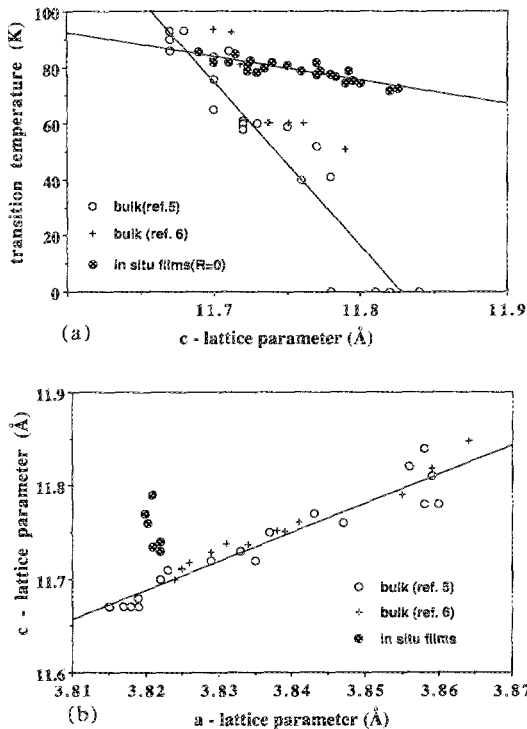 100
80
60
40
20
0
transition temperature (K)
bulk(ref.5)
bulk (ref. 6)
in situ films(R=0)
11.7
11.8
11.9
(a)
c - lattice parameter (Å)
11.9
11.8
11.7
11.6
c - lattice parameter (Å)
bulk (ref. 5)
bulk (ref. 6)
in situ films
3.81
3.82
3.83
3.84
3.85
3.86
3.87
(b)
a - lattice parameter (Å)